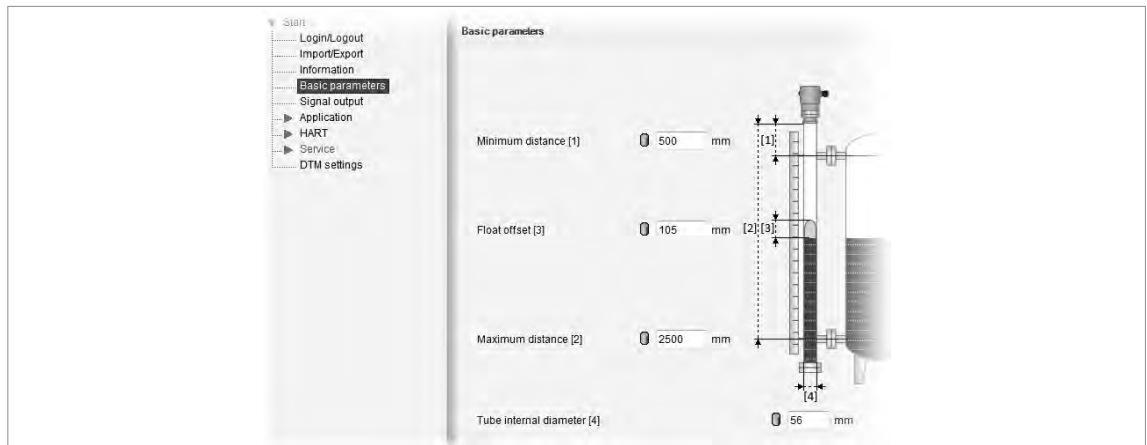 Start
Login/Logout
Import/Export
Information
Basic parameters
Signal output
Application
HART
Service
DTM settings
Basic parameters
Minimum distance [1] 500 mm
[1]
Float offset [3] 105 mm
[2] [3]
Maximum distance [2] 2500 mm
[4]
Tube internal diameter [4] 56 mm